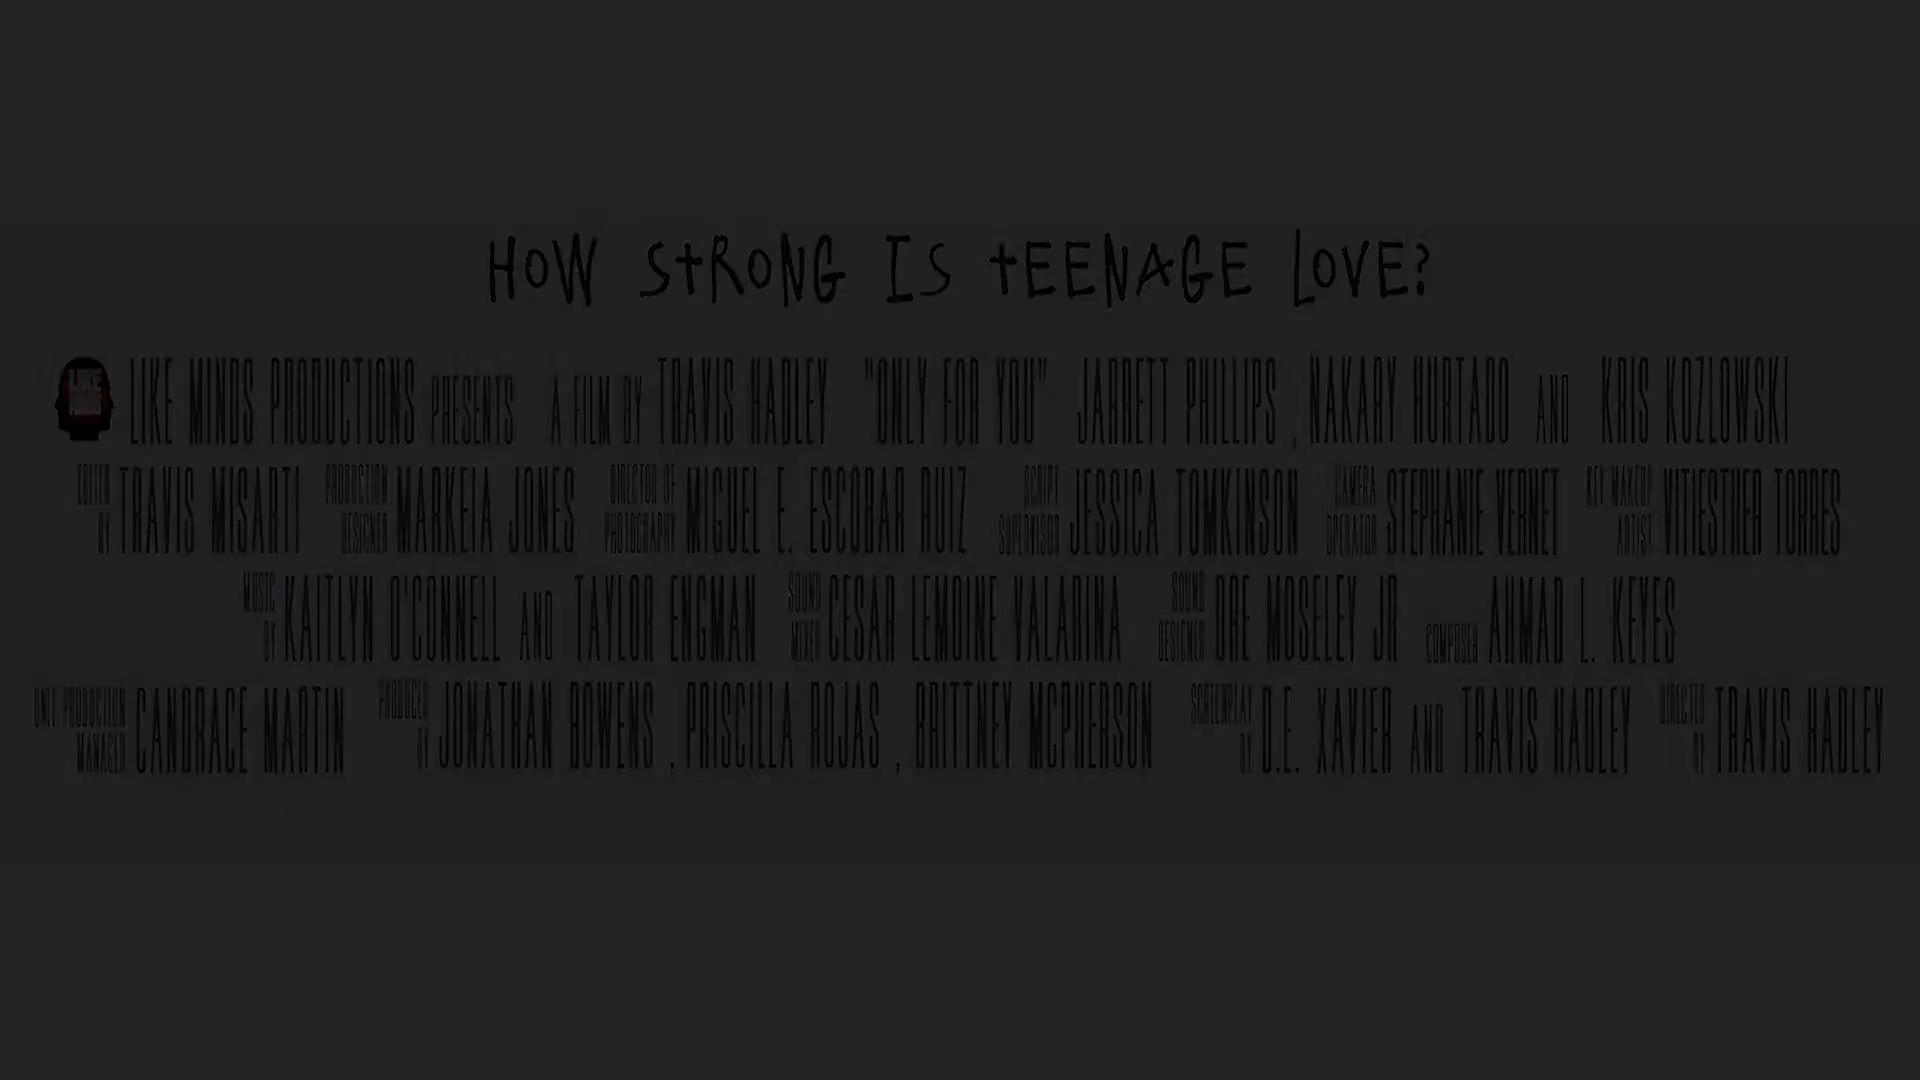 HOW STRONG IS TEENAGE LOVE?
LIKE MINDS PRODUCTIONS PRESENTS A FILM BY TRAVIS HADLEY "ONLY FOR YOU" JARRETT PHILLIPS, NAKARY HURTADO AND KRIS KOZLOWSKI
EDITED BY TRAVIS MISARTI PRODUCTION DESIGNER MARKEIA JONES DIRECTOR OF PHOTOGRAPHY MIGUEL E. ESCOBAR RUIZ SCRIPT SUPERVISOR JESSICA TOMKINSON CAMERA OPERATOR STEPHANIE VERNET KEY MAKEUP ARTIST VITIESTHER TORRES
MUSIC BY KAITLYN O'CONNELL AND TAYLOR ENGMAN SOUND MIXER CESAR LEMOINE VALARINA SOUND DESIGNER DRE MOSELEY JR COMPOSER AHMAD L. KEYES
UNIT PRODUCTION MANAGER CANDRACE MARTIN PRODUCED BY JONATHAN BOWENS, PRISCILLA ROJAS, BRITTNEY MCPHERSON SCREENPLAY BY D.E. XAVIER AND TRAVIS HADLEY DIRECTED BY TRAVIS HADLEY